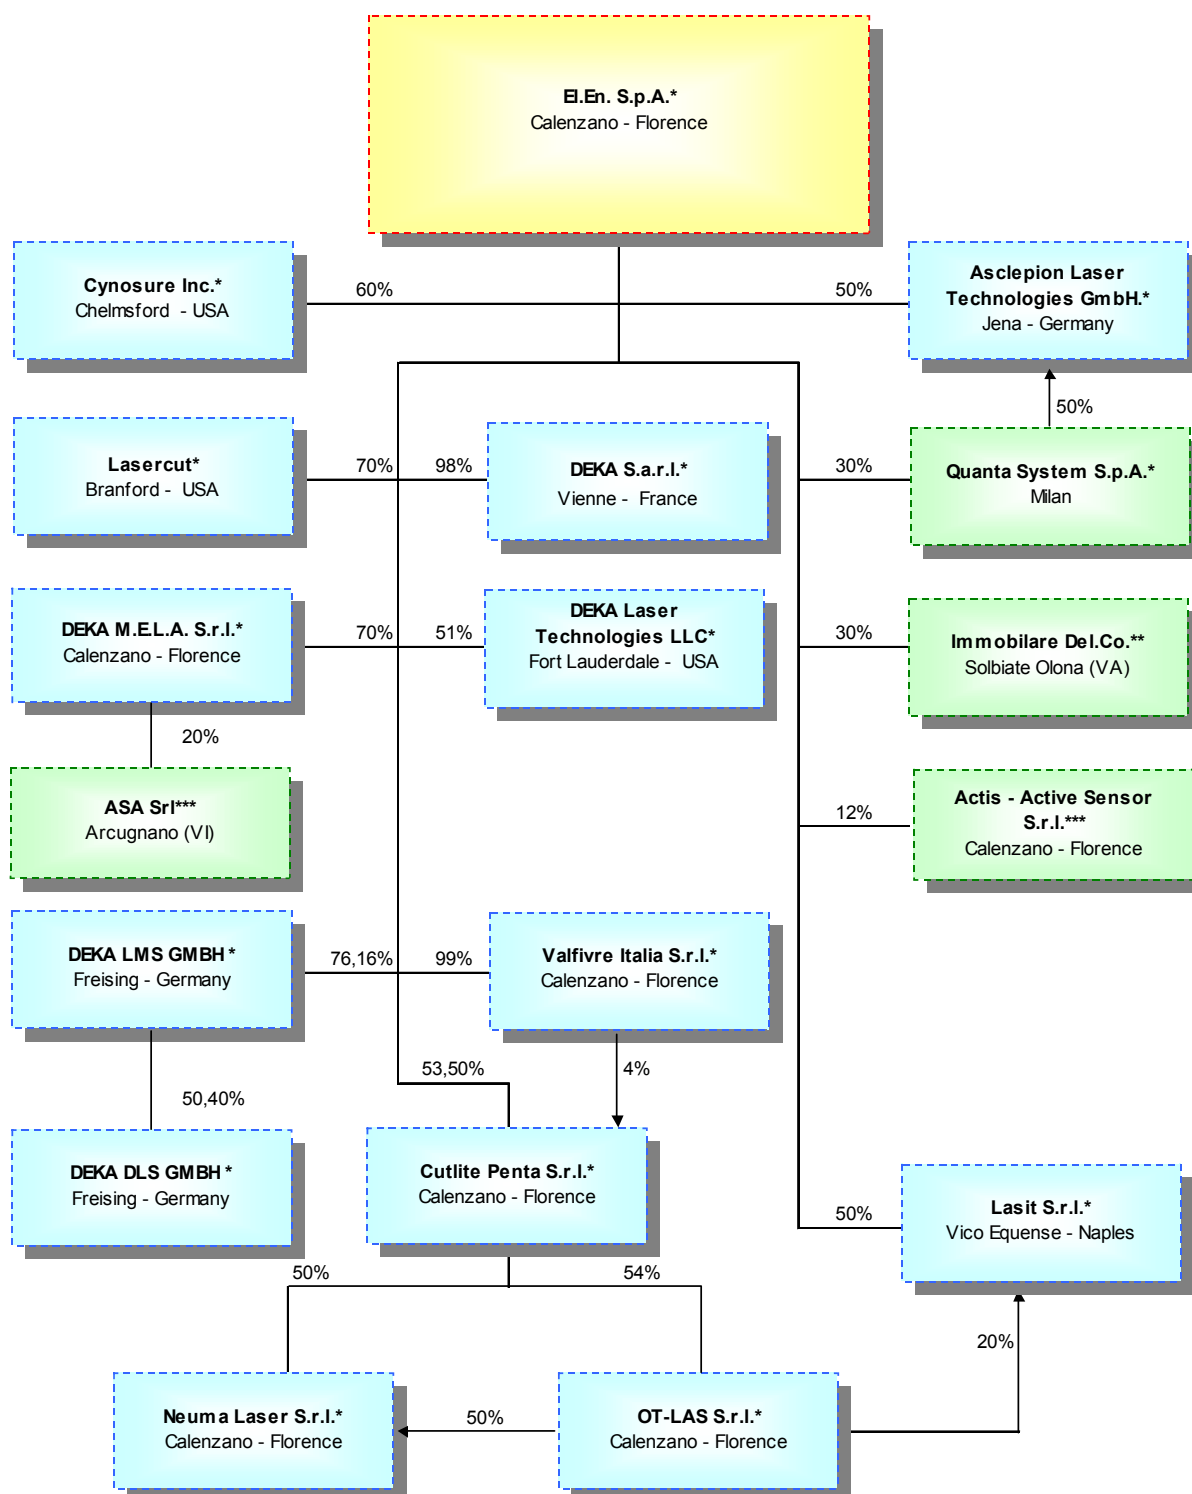 El.En. S.p.A.*
Calenzano - Florence
Cynosure Inc.*
Chelmsford - USA
60%
50%
Asclepion Laser
Technologies GmbH.*
Jena - Germany
50%
Lasercut*
Branford - USA
70%
98%
DEKA S.a.r.l.*
Vienne - France
30%
Quanta System S.p.A.*
Milan
DEKA M.E.L.A. S.r.l.*
Calenzano - Florence
70%
51%
DEKA Laser
Technologies LLC*
Fort Lauderdale - USA
30%
Immobilare Del.Co.**
Solbiate Olona (VA)
20%
ASA Srl***
Arcugnano (VI)
12%
Actis - Active Sensor
S.r.l.***
Calenzano - Florence
DEKA LMS GMBH *
Freising - Germany
76,16%
99%
Valfivre Italia S.r.l.*
Calenzano - Florence
53,50%
4%
50,40%
DEKA DLS GMBH *
Freising - Germany
Cutlite Penta S.r.l.*
Calenzano - Florence
50%
Lasit S.r.l.*
Vico Equense - Naples
50%
54%
20%
Neuma Laser S.r.l.*
Calenzano - Florence
50%
OT-LAS S.r.l.*
Calenzano - Florence